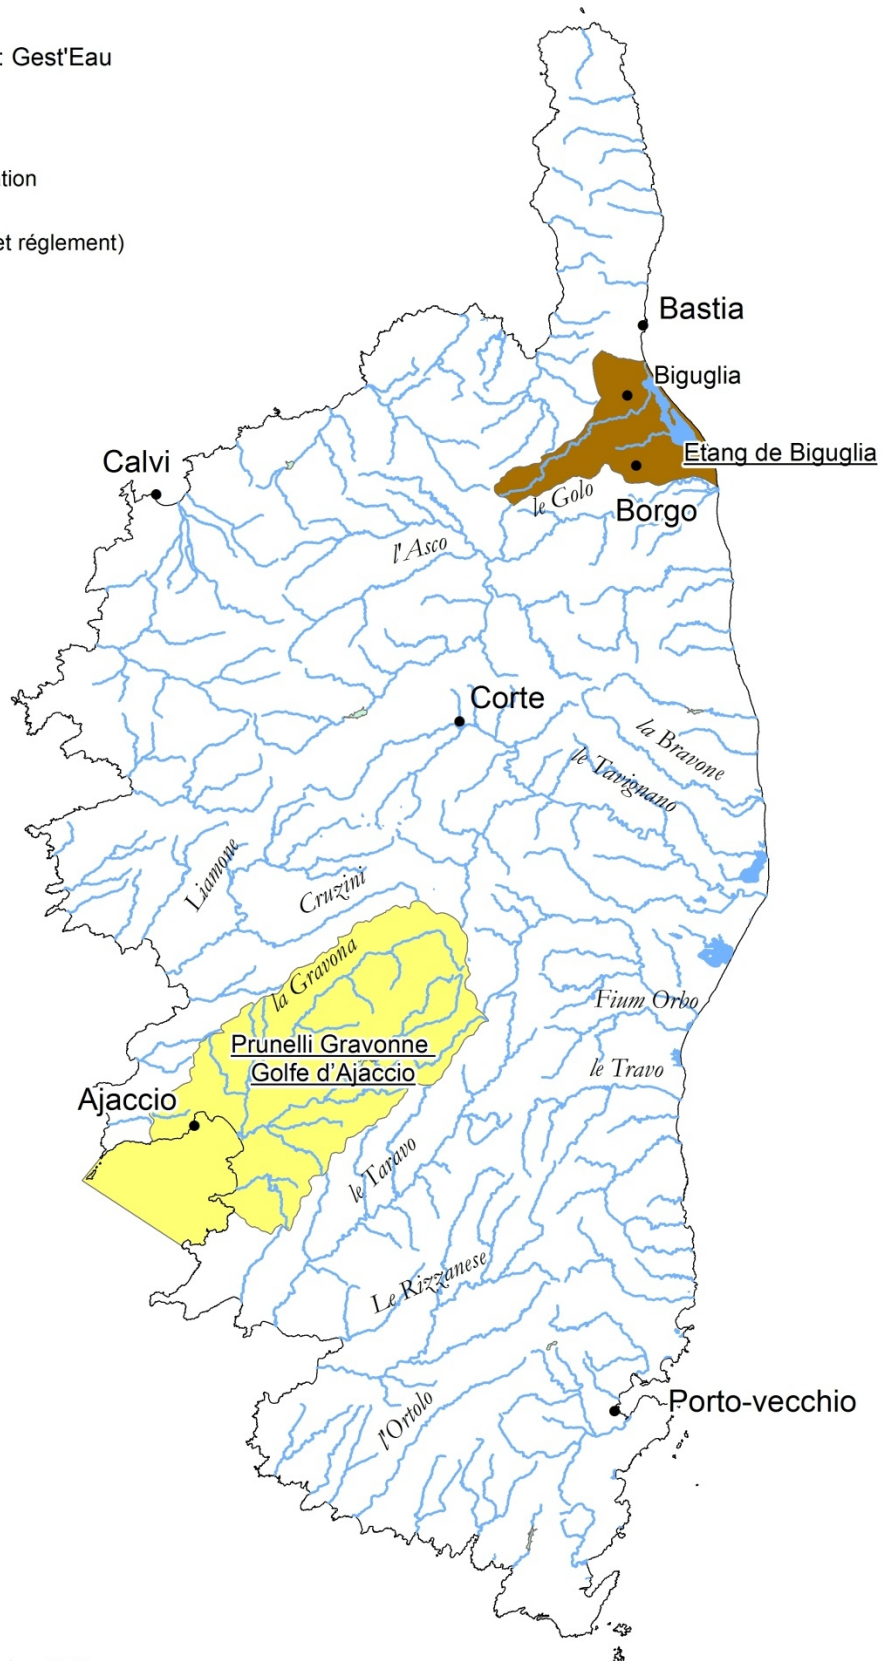 : Gest'Eau
et réglement)
Bastia
Biguglia
Etang de Biguglia
Calvi
le Golo
Borgo
l'Asco
Corte
la Bravone
le Tavignano
Liamone
Cruzini
la Gravona
Fium Orbo
Prunelli Gravonne
Golfe d'Ajaccio
le Travo
Ajaccio
le Taravo
Le Rizzanese
Porto-vecchio
l'Ortolo